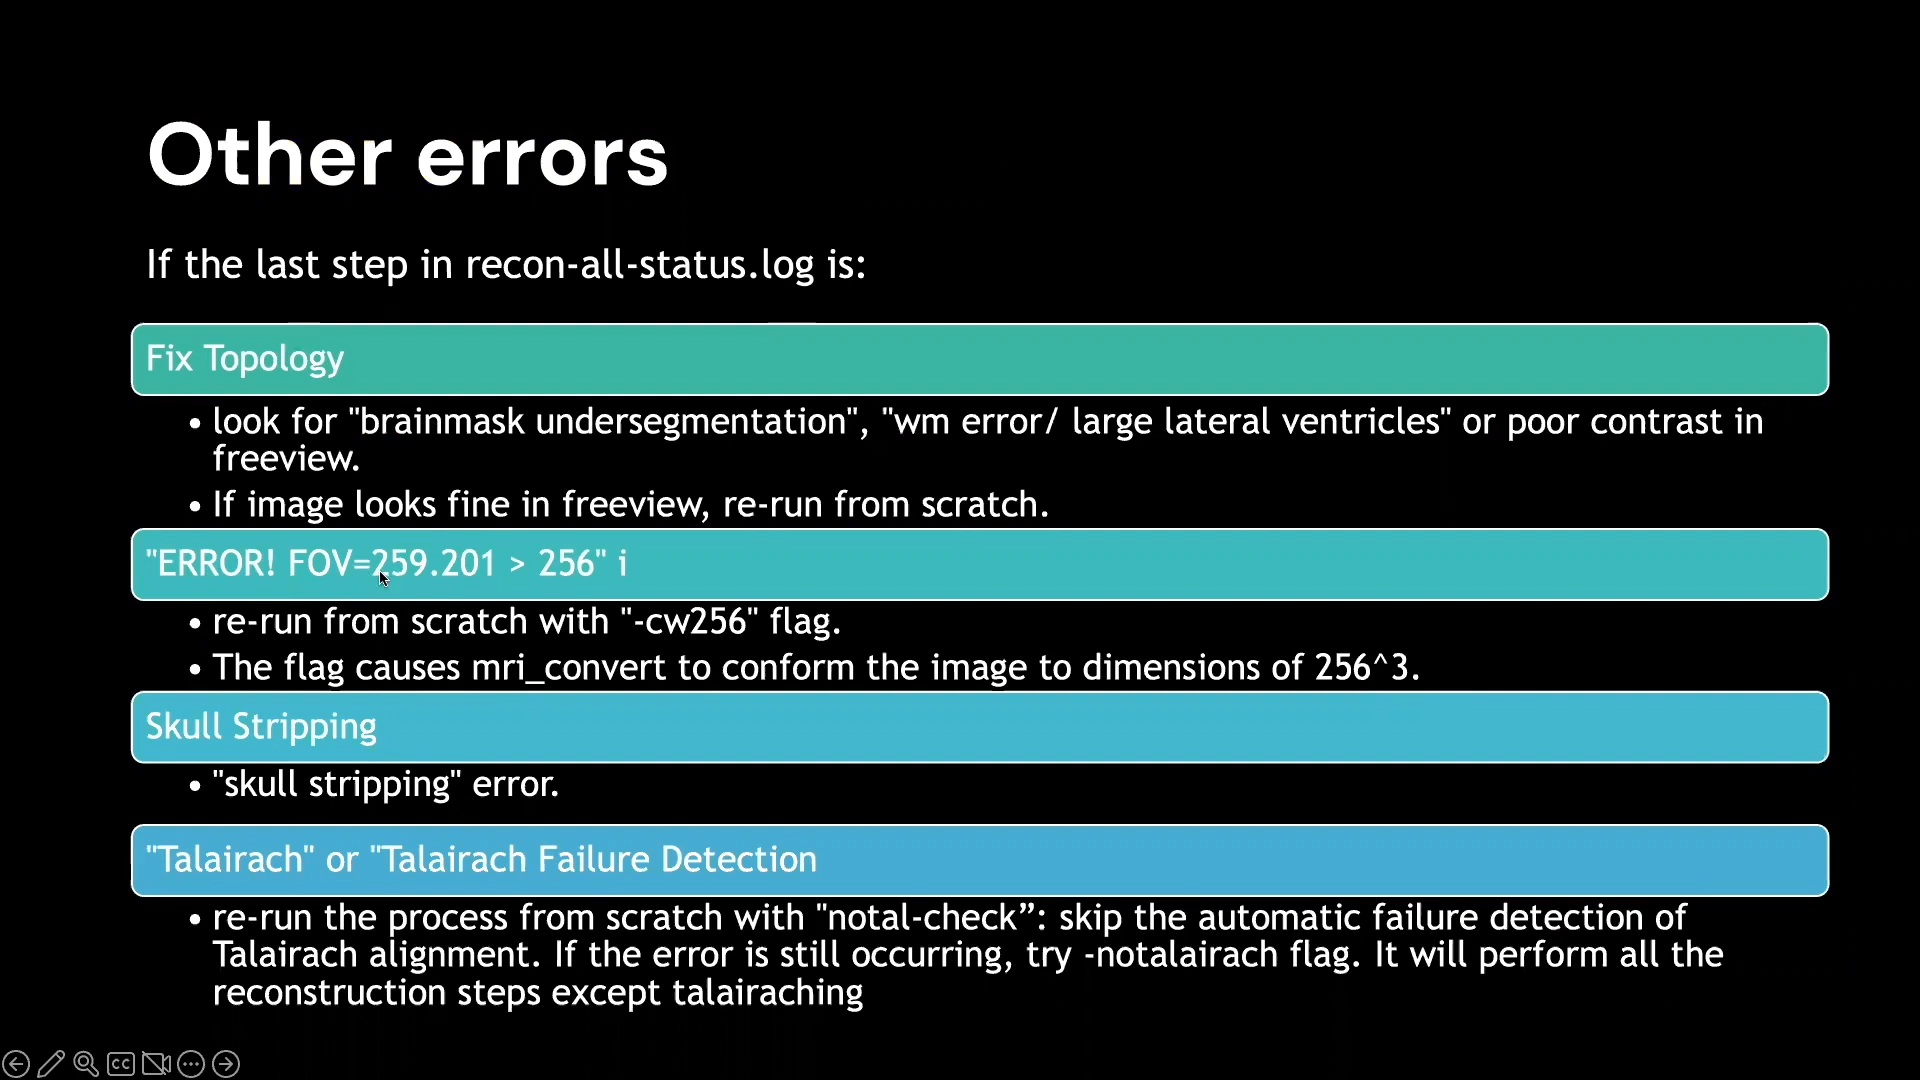 Other errors
If the last step in recon-all-status.log is:
Fix Topology
• look for "brainmask undersegmentation", "wm error/ large lateral ventricles" or poor contrast in
freeview.
• If image looks fine in freeview, re-run from scratch.
"ERROR! FOV=259.201 > 256" i
• re-run from scratch with "-cw256" flag.
• The flag causes mri_convert to conform the image to dimensions of 256^3.
Skull Stripping
• "skull stripping" error.
"Talairach" or "Talairach Failure Detection
• re-run the process from scratch with "notal-check”: skip the automatic failure detection of
Talairach alignment. If the error is still occurring, try -notalairach flag. It will perform all the
reconstruction steps except talairaching
CC